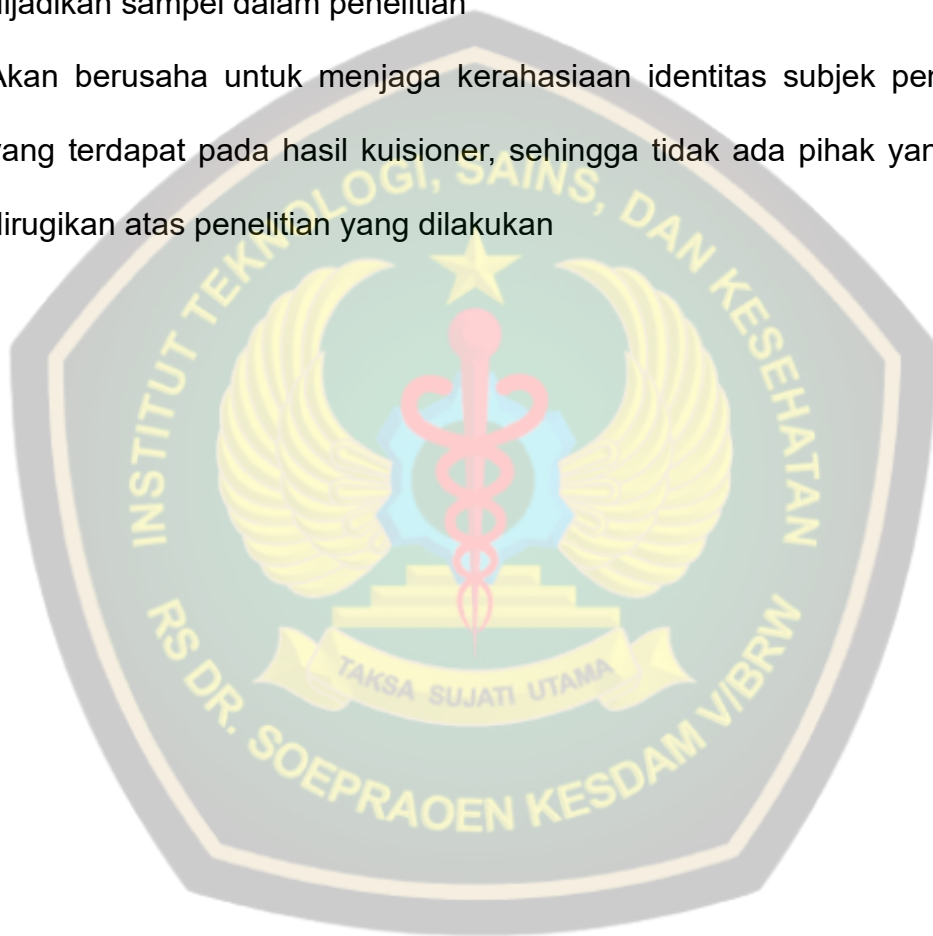 dijadikan sampel dalam penelitian
Akan berusaha untuk menjaga kerahasiaan identitas subjek
yang terdapat pada hasil kuisioner, sehingga tidak ada pihak
dirugikan atas penelitian yang dilakukan
INSTITUT TEKNOLOGI, SAINS, DAN KESEHATAN
RS DR. SOEPRAOEN KESDAM V/BRW
TAKSA SUJATI UTAMA